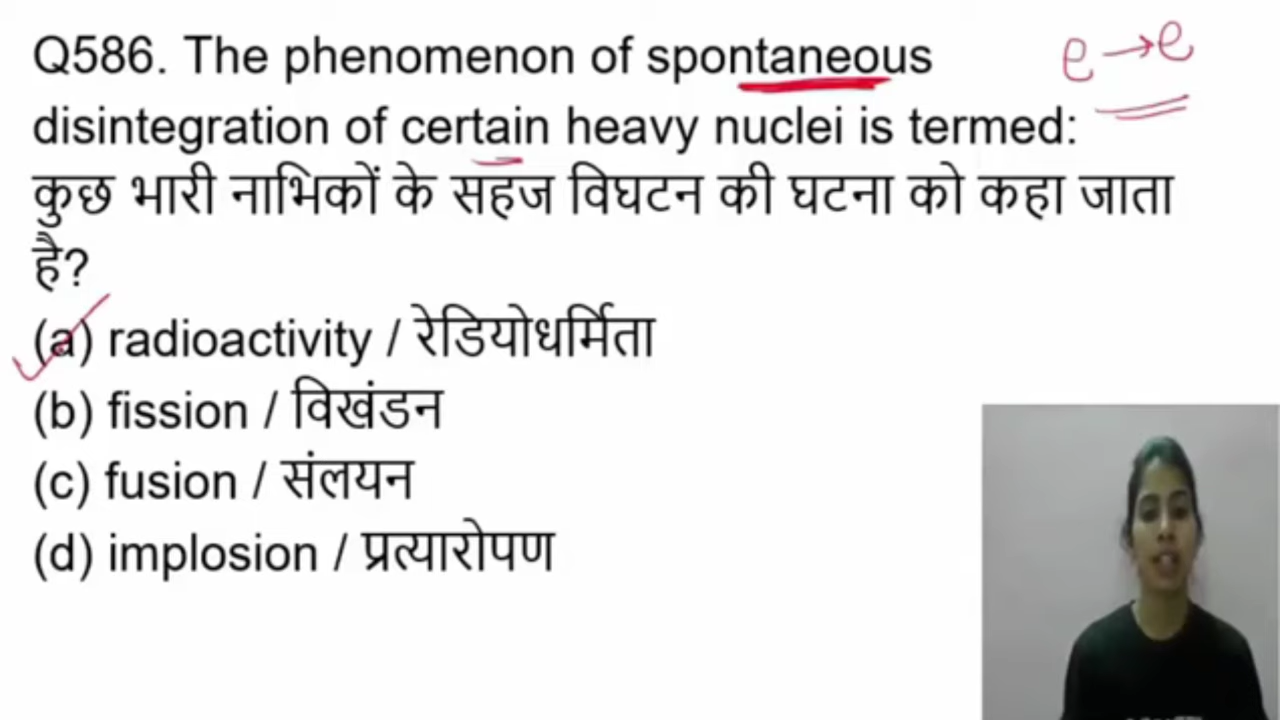 Q586. The phenomenon of spontaneous
e → e
disintegration of certain heavy nuclei is termed:
कुछ भारी नाभिकों के सहज विघटन की घटना को कहा जाता
है?
(a) radioactivity / रेडियोधर्मिता
(b) fission / विखंडन
(c) fusion / संलयन
(d) implosion / प्रत्यारोपण